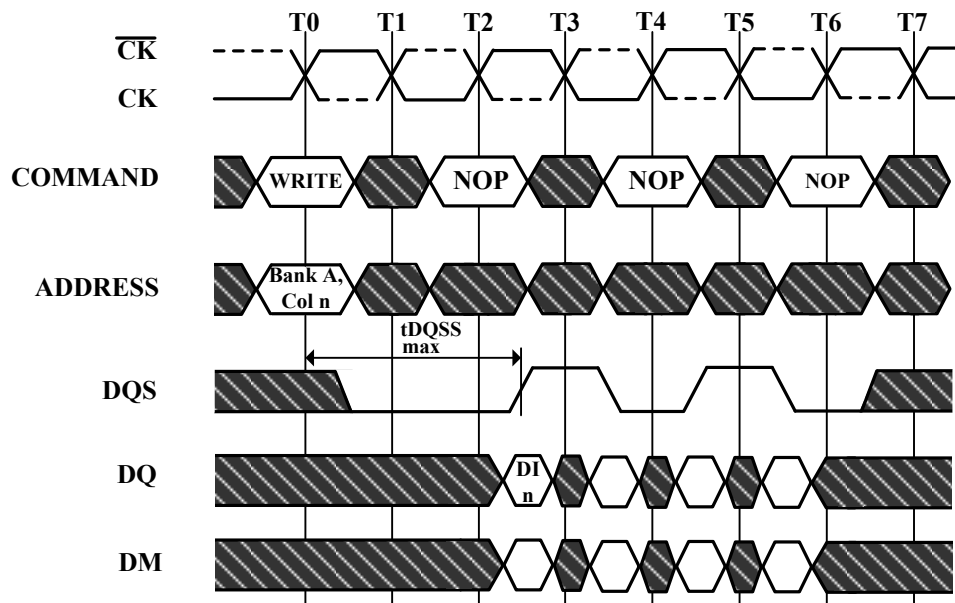 T0 T1 T2 T3 T4 T5 T6 T7
CK
CK
COMMAND WRITE NOP NOP NOP
ADDRESS
Bank A,
Col n
tDQSS
max
DQS
DQ
DI
n
DM